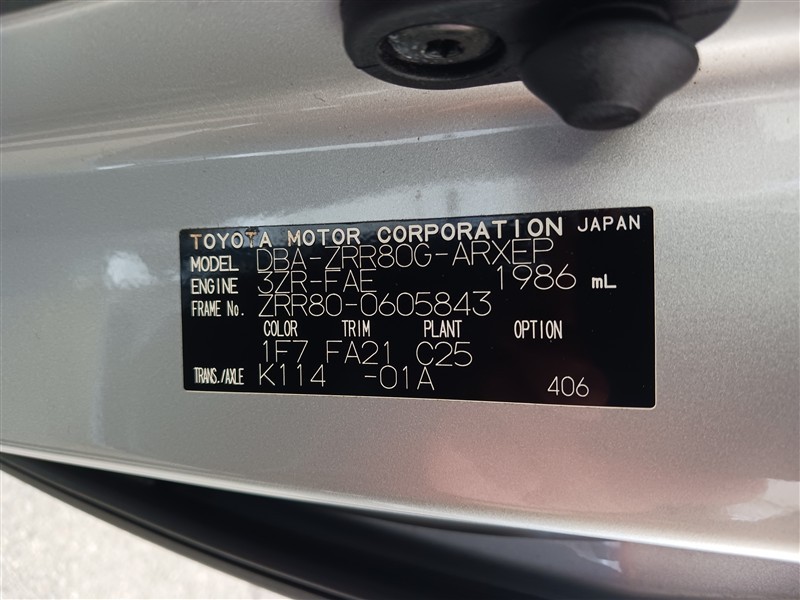 TOYOTA MOTOR CORPORATION JAPAN
MODEL DBA-ZRR80G-ARXEP
ENGINE 3ZR-FAE 1986 mL
FRAME No. ZRR80-0605843
COLOR TRIM PLANT OPTION
1F7 FA21 C25
TRANS./AXLE K114 -01A 406